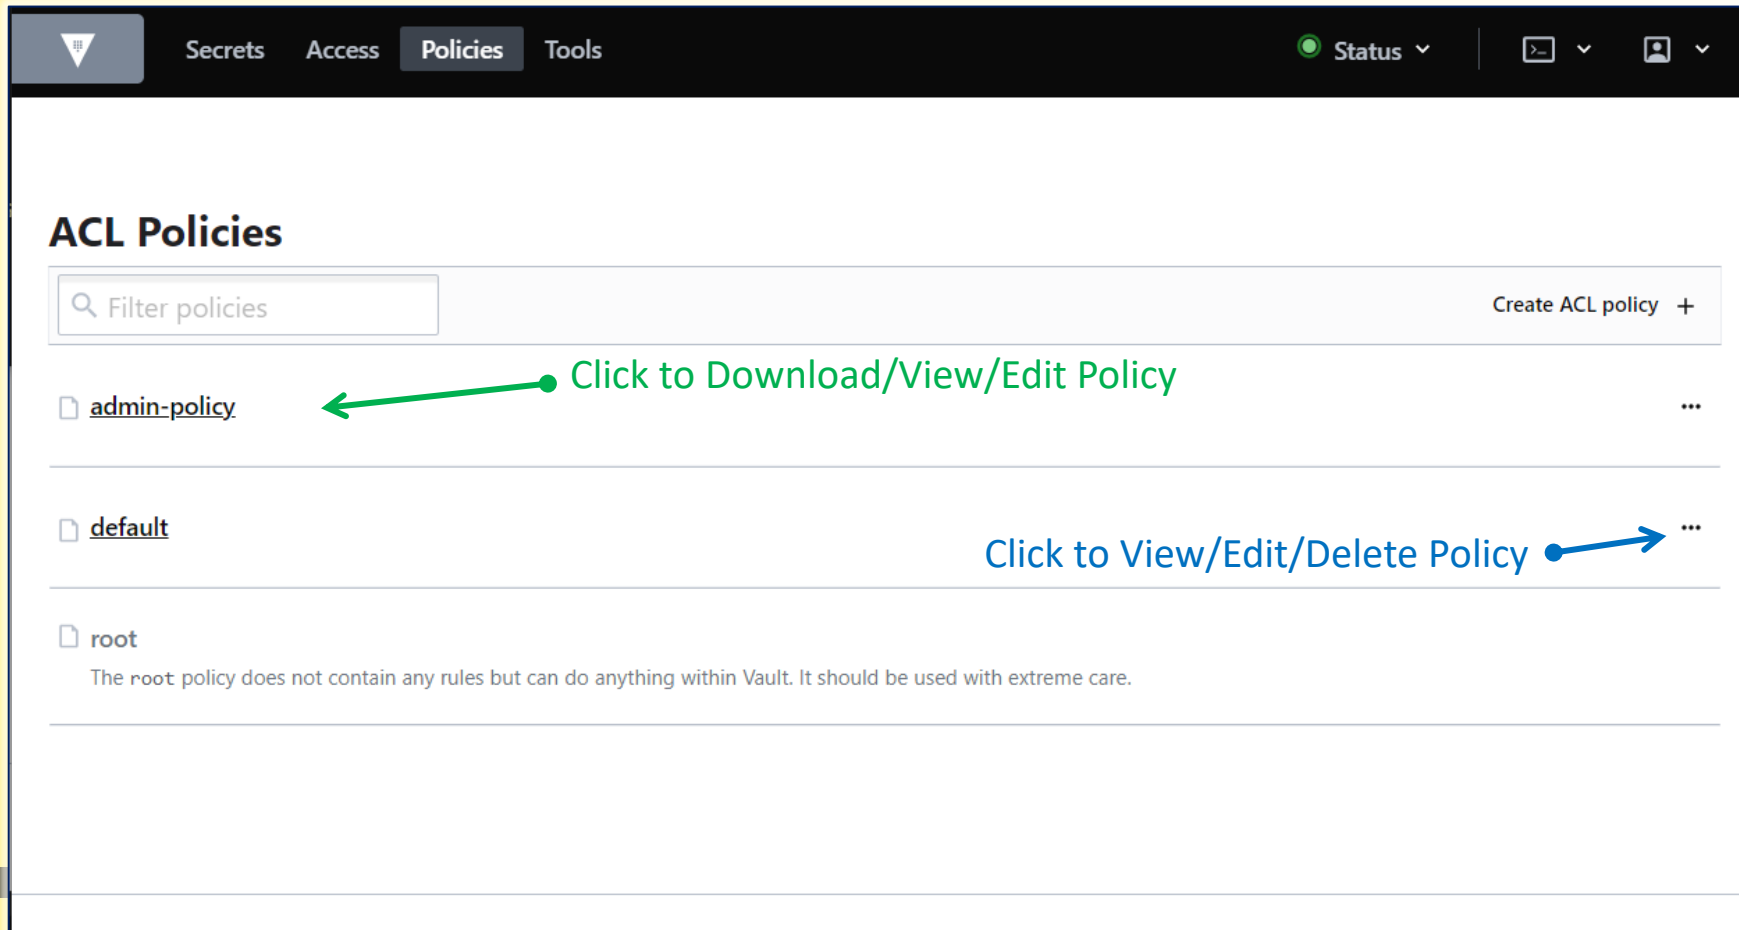 Secrets Access Policies Tools Status
ACL Policies
Filter policies Create ACL policy +
Click to Download/View/Edit Policy
admin-policy
default
Click to View/Edit/Delete Policy
root
The root policy does not contain any rules but can do anything within Vault. It should be used with extreme care.